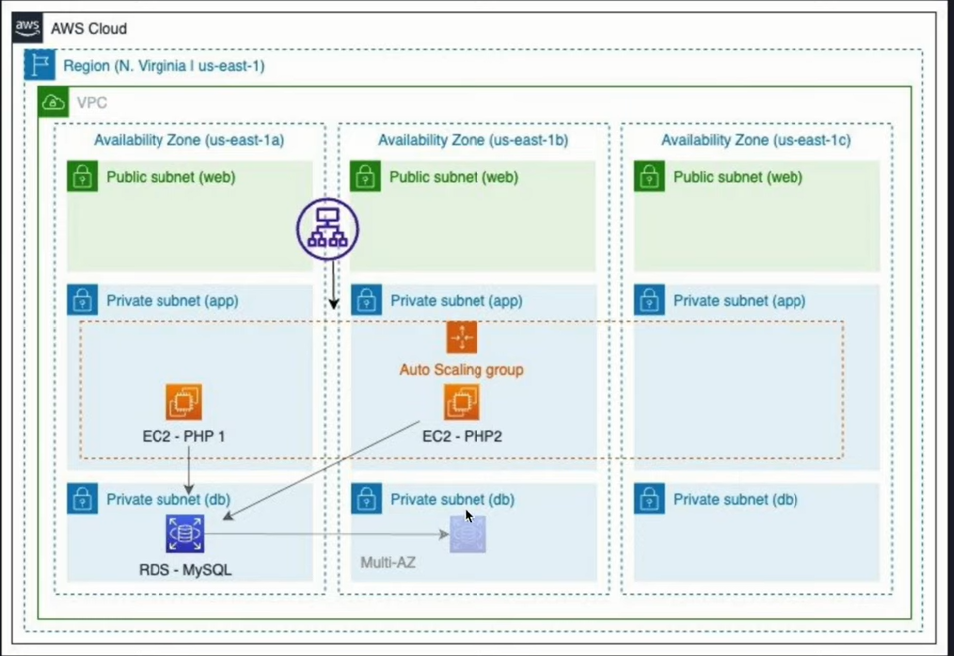 aws
AWS Cloud
Region (N. Virginia | us-east-1)
VPC
Availability Zone (us-east-1a)
Availability Zone (us-east-1b)
Availability Zone (us-east-1c)
Public subnet (web)
Public subnet (web)
Public subnet (web)
Private subnet (app)
Private subnet (app)
Private subnet (app)
Auto Scaling group
EC2 - PHP 1
EC2 - PHP2
Private subnet (db)
Private subnet (db)
Private subnet (db)
Multi-AZ
RDS - MySQL